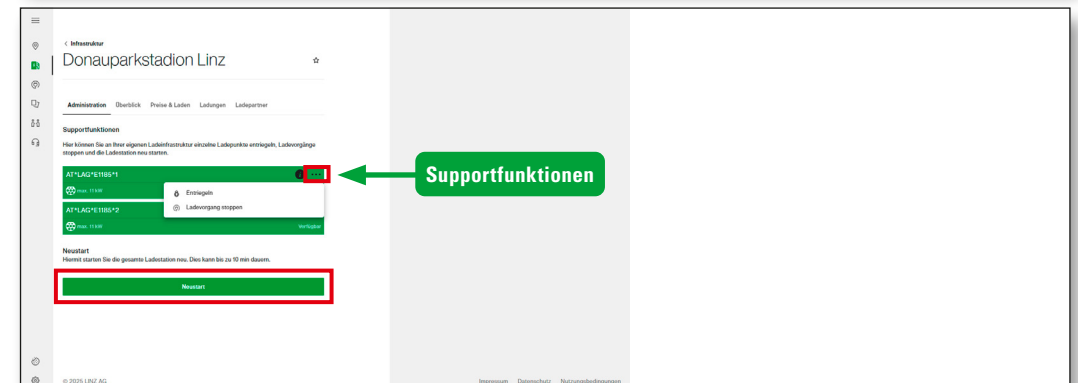 < Infrastruktur
Donauparkstadion Linz
Administration Überblick Preise & Laden Ladungen Ladepartner
Supportfunktionen
Hier können Sie an Ihrer eigenen Ladeinfrastruktur einzelne Ladepunkte entriegeln, Ladevorgänge
stoppen und die Ladestation neu starten.
AT*LAG*E1185*1
max. 11 kW
Entriegeln
Ladevorgang stoppen
AT*LAG*E1185*2
max. 11 kW Verfügbar
Supportfunktionen
Neustart
Hiermit starten Sie die gesamte Ladestation neu. Dies kann bis zu 10 min dauern.
Neustart
© 2025 LINZ AG Impressum Datenschutz Nutzungsbedingungen